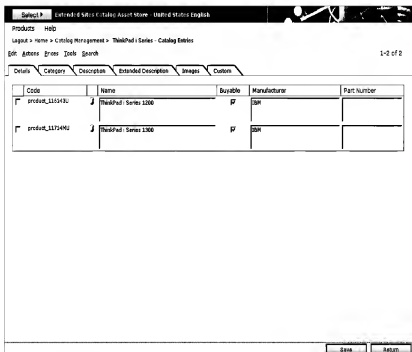 Select Extended Sites Catalog Asset Store - United States English
Products Help
Logout > Home > Catalog Management > ThinkPad i Series - Catalog Entries
Edit Actions Prices Tools Search 1-2 of 2
Details Category Description Extended Description Images Custom
Code Name Buyable Manufacturer Part Number
ThinkPad i Series 1200 IBM
ThinkPad i Series 1300 IBM
Save Return